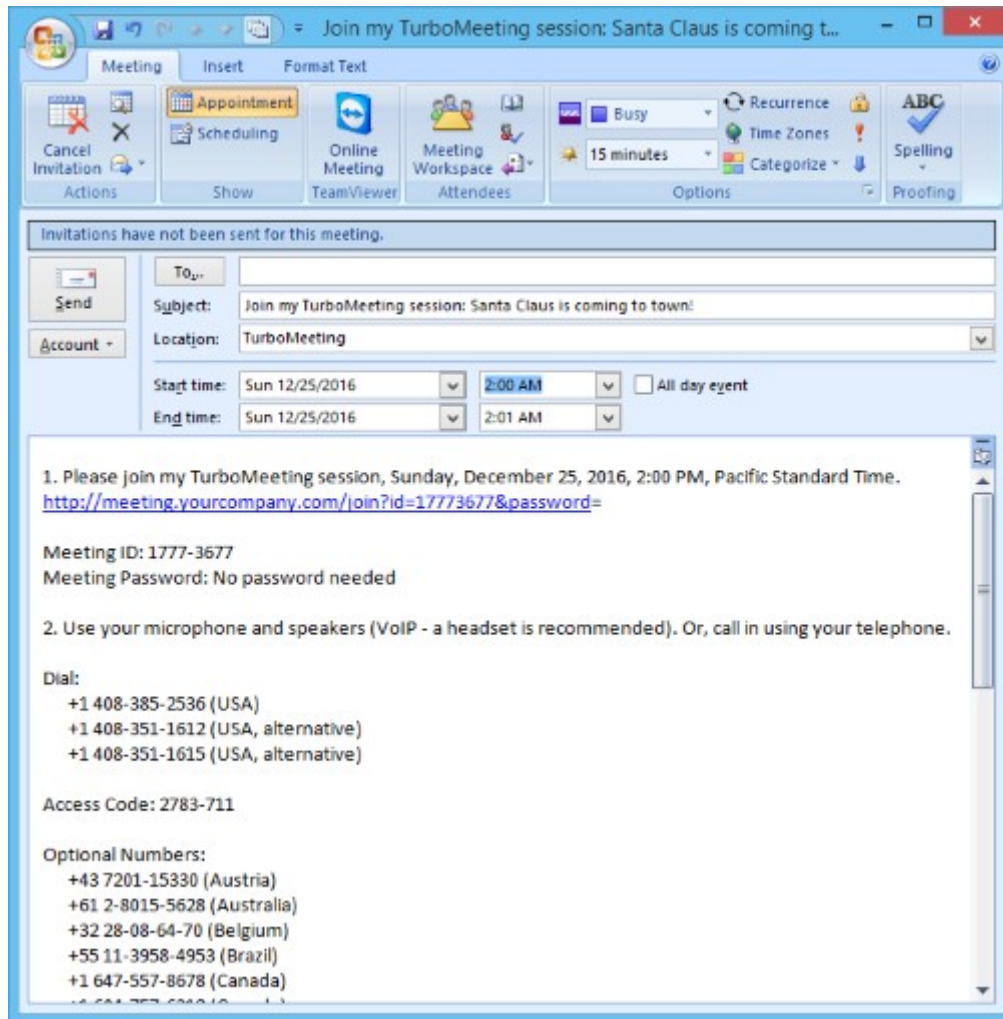 Join my TurboMeeting session: Santa Claus is coming t...
Meeting Insert Format Text
Cancel Invitation
Actions
Appointment
Scheduling
Show
Online Meeting
TeamViewer
Meeting Workspace
Attendees
Busy
15 minutes
Recurrence
Time Zones
Categorize
Options
ABC
Spelling
Proofing
Invitations have not been sent for this meeting.
Send
Account
To...
Subject: Join my TurboMeeting session: Santa Claus is coming to town!
Location: TurboMeeting
Start time: Sun 12/25/2016 2:00 AM All day event
End time: Sun 12/25/2016 2:01 AM
1. Please join my TurboMeeting session, Sunday, December 25, 2016, 2:00 PM, Pacific Standard Time.
http://meeting.yourcompany.com/join?id=17773677&password=
Meeting ID: 1777-3677
Meeting Password: No password needed
2. Use your microphone and speakers (VoIP - a headset is recommended). Or, call in using your telephone.
Dial:
+1 408-385-2536 (USA)
+1 408-351-1612 (USA, alternative)
+1 408-351-1615 (USA, alternative)
Access Code: 2783-711
Optional Numbers:
+43 7201-15330 (Austria)
+61 2-8015-5628 (Australia)
+32 28-08-64-70 (Belgium)
+55 11-3958-4953 (Brazil)
+1 647-557-8678 (Canada)